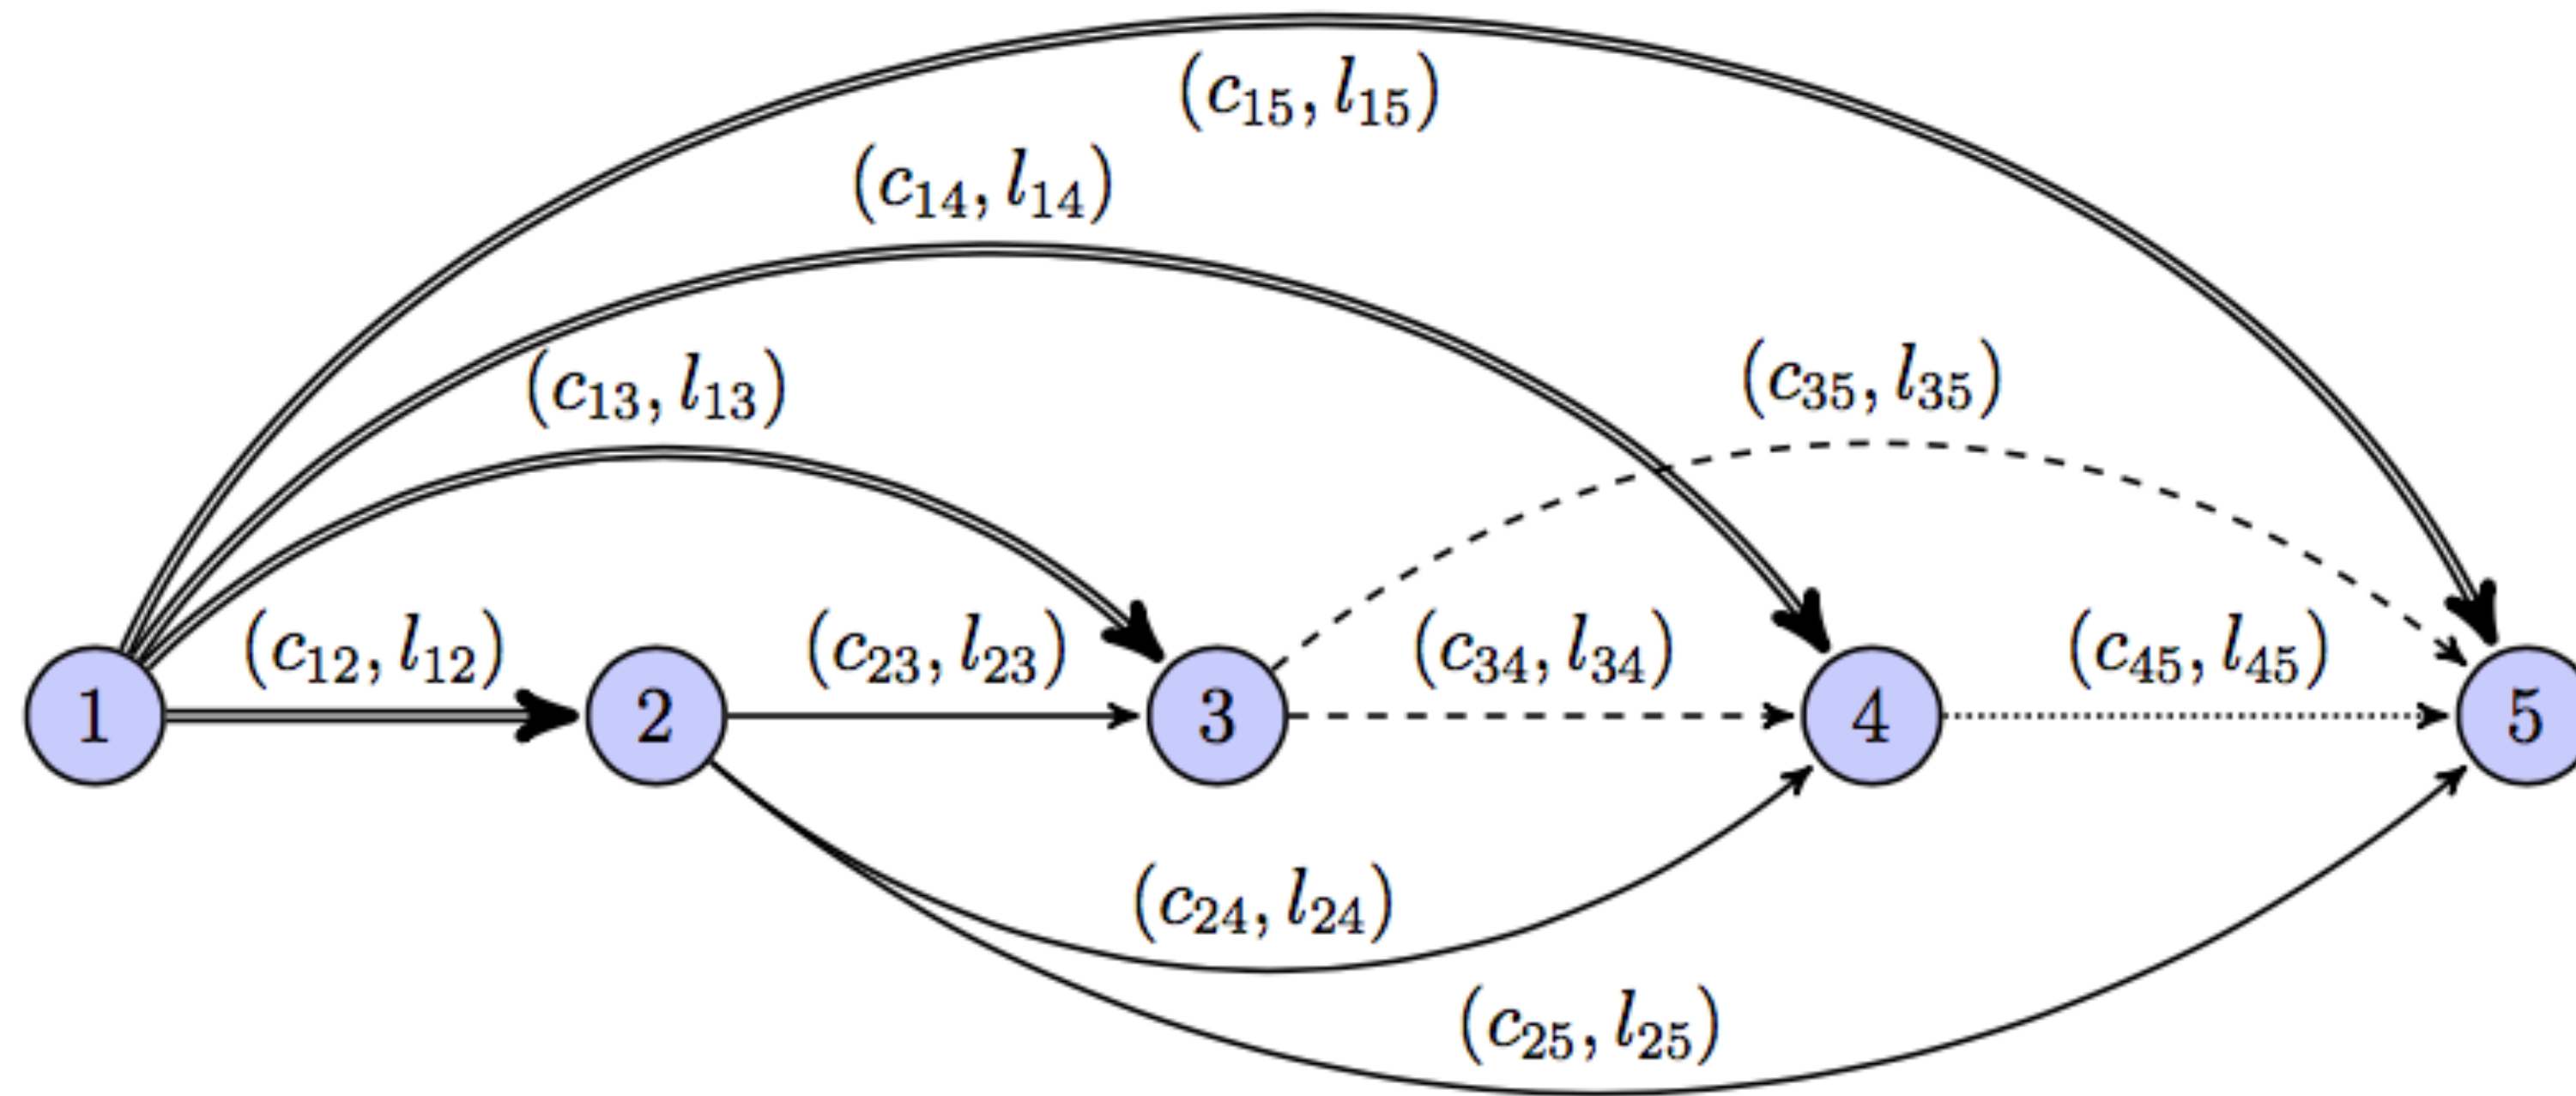 (c₁₅, l₁₅)
(c₁₄, l₁₄)
(c₁₃, l₁₃)
(c₃₅, l₃₅)
(c₁₂, l₁₂) (c₂₃, l₂₃) (c₃₄, l₃₄) (c₄₅, l₄₅)
1 2 3 4 5
(c₂₄, l₂₄)
(c₂₅, l₂₅)